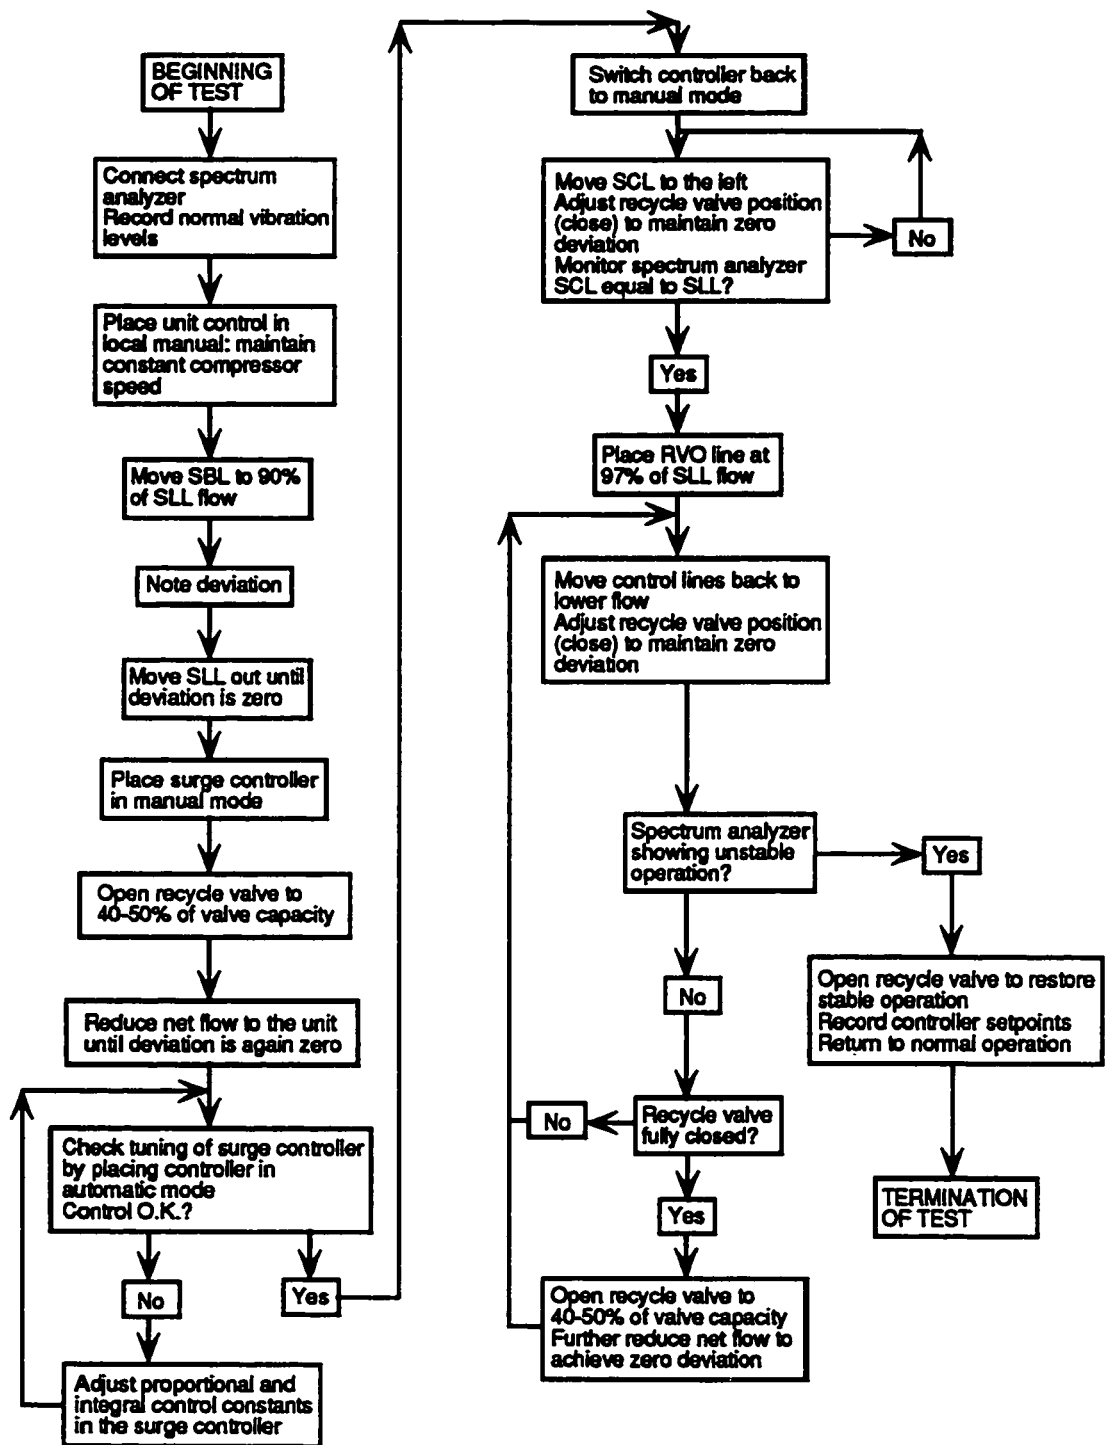 BEGINNING
OF TEST
Connect spectrum
analyzer
Record normal vibration
levels
Place unit control in
local manual: maintain
constant compressor
speed
Move SBL to 90%
of SLL flow
Note deviation
Move SLL out until
deviation is zero
Place surge controller
in manual mode
Open recycle valve to
40-50% of valve capacity
Reduce net flow to the unit
until deviation is again zero
Check tuning of surge controller
by placing controller in
automatic mode
Control O.K.?
No
Yes
Adjust proportional and
integral control constants
in the surge controller
Switch controller back
to manual mode
Move SCL to the left
Adjust recycle valve position
(close) to maintain zero
deviation
Monitor spectrum analyzer
SCL equal to SLL?
No
Yes
Place RVO line at
97% of SLL flow
Move control lines back to
lower flow
Adjust recycle valve position
(close) to maintain zero
deviation
Spectrum analyzer
showing unstable
operation?
Yes
No
Open recycle valve to restore
stable operation
Record controller setpoints
Return to normal operation
Recycle valve
fully closed?
No
Yes
TERMINATION
OF TEST
Open recycle valve to
40-50% of valve capacity
Further reduce net flow to
achieve zero deviation